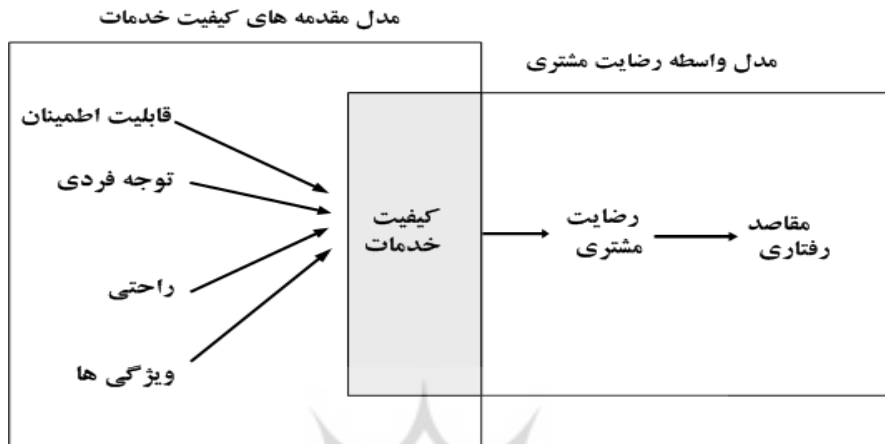 مدل مقدمه های کیفیت خدمات
مدل واسطه رضایت مشتری
قابلیت اطمینان
توجه فردی
راحتی
ویژگی ها
کیفیت
خدمات
رضایت
مشتری
مقاصد
رفتاری